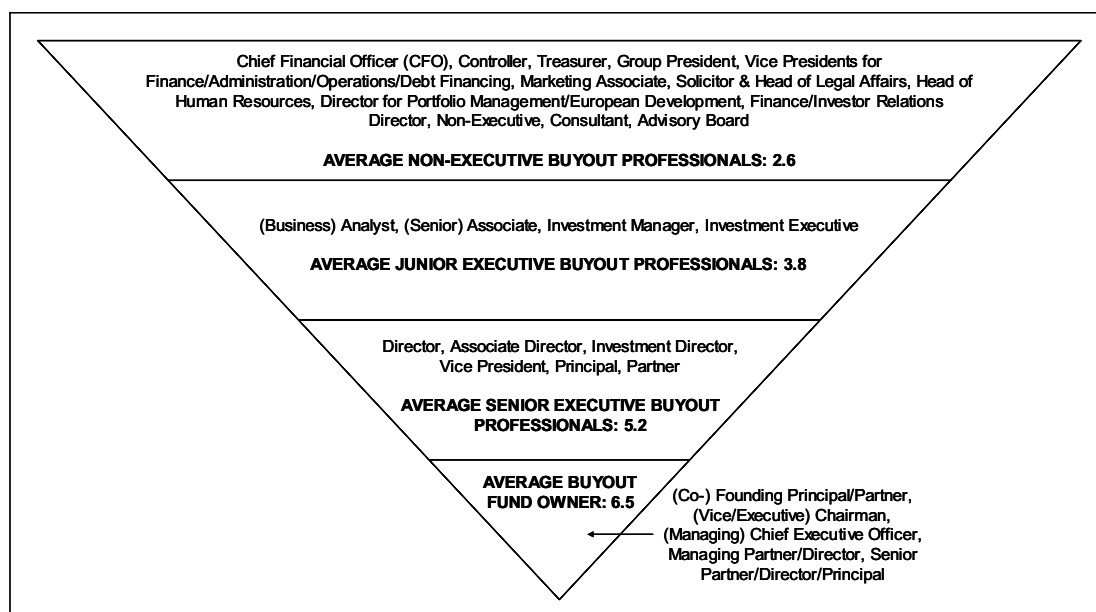 Chief Financial Officer (CFO), Controller, Treasurer, Group President, Vice Presidents for
Finance/Administration/Operations/Debt Financing, Marketing Associate, Solicitor & Head of Legal Affairs, Head of
Human Resources, Director for Portfolio Management/European Development, Finance/Investor Relations
Director, Non-Executive, Consultant, Advisory Board
AVERAGE NON-EXECUTIVE BUYOUT PROFESSIONALS: 2.6
(Business) Analyst, (Senior) Associate, Investment Manager, Investment Executive
AVERAGE JUNIOR EXECUTIVE BUYOUT PROFESSIONALS: 3.8
Director, Associate Director, Investment Director,
Vice President, Principal, Partner
AVERAGE SENIOR EXECUTIVE BUYOUT
PROFESSIONALS: 5.2
AVERAGE BUYOUT
FUND OWNER: 6.5
(Co-) Founding Principal/Partner,
(Vice/Executive) Chairman,
(Managing) Chief Executive Officer,
Managing Partner/Director, Senior
Partner/Director/Principal